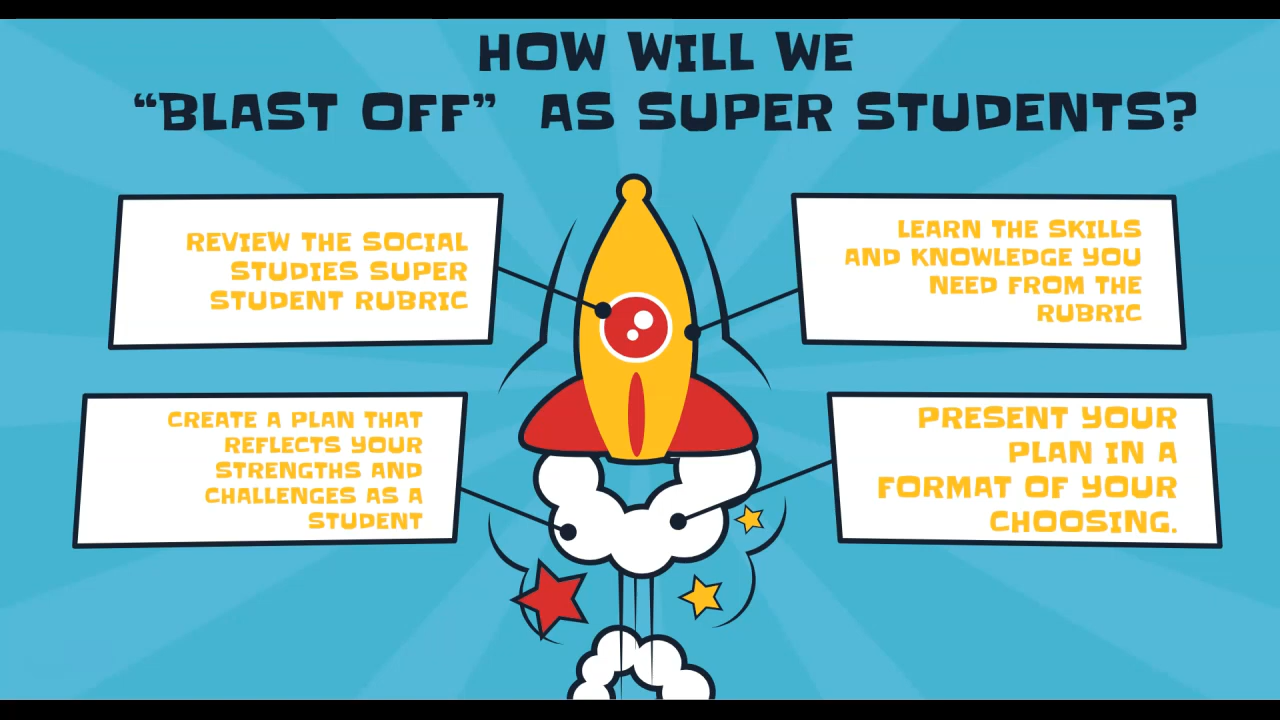 HOW WILL WE
“BLAST OFF” AS SUPER STUDENTS?
REVIEW THE SOCIAL
STUDIES SUPER
STUDENT RUBRIC
LEARN THE SKILLS
AND KNOWLEDGE YOU
NEED FROM THE
RUBRIC
CREATE A PLAN THAT
REFLECTS YOUR
STRENGTHS AND
CHALLENGES AS A
STUDENT
PRESENT YOUR
PLAN IN A
FORMAT OF YOUR
CHOOSING.